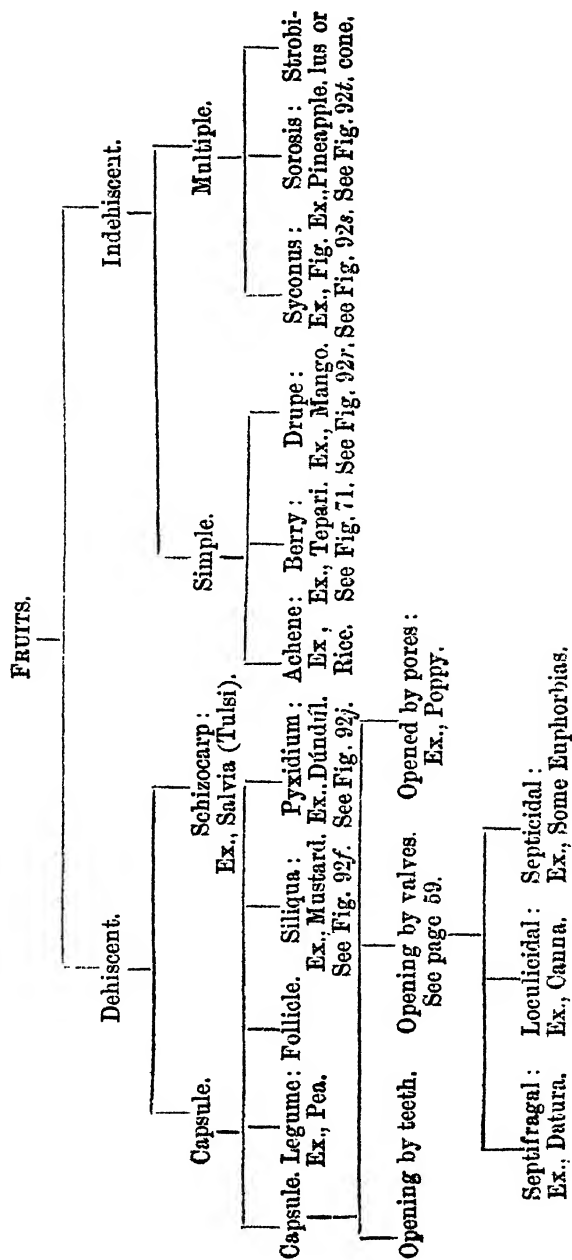 FRUITS.
Dehiscent. Indehiscent.
Capsule. Schizocarp: Simple. Multiple.
Ex., Salvia (Tulsi).
Capsule. Legume: Follicle. Siliqua: Pyxidium: Achene: Berry: Drupe: Syconus: Sorosis: Strobi-
Ex., Pea. Ex., Mustard. Ex., Dúndúl. Ex., Ex., Tepari. Ex., Mango. Ex., Fig. Ex., Pineapple. lus or
See Fig. 92f. See Fig. 92j. Rice. See Fig. 71. See Fig. 92r. See Fig. 92s. See Fig. 92t. cone.
Opening by teeth. Opening by valves. Opened by pores:
See page 59. Ex., Poppy.
Septifragal: Loculicidal: Septicidal:
Ex., Datura. Ex., Canna. Ex., Some Euphorbias.